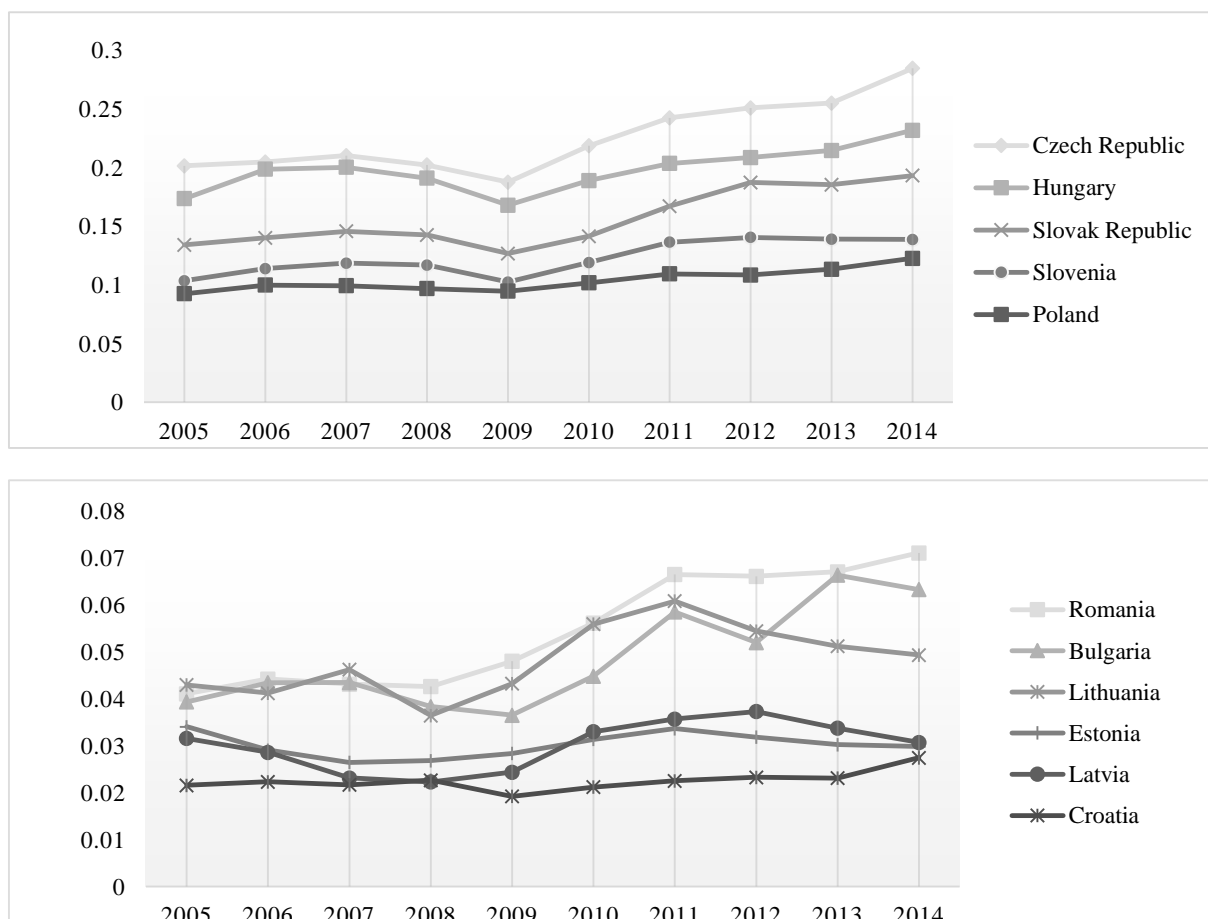 0.3
0.25
0.2
0.15
0.1
0.05
0
2005 2006 2007 2008 2009 2010 2011 2012 2013 2014
Czech Republic
Hungary
Slovak Republic
Slovenia
Poland
0.08
0.07
0.06
0.05
0.04
0.03
0.02
0.01
0
2005 2006 2007 2008 2009 2010 2011 2012 2013 2014
Romania
Bulgaria
Lithuania
Estonia
Latvia
Croatia